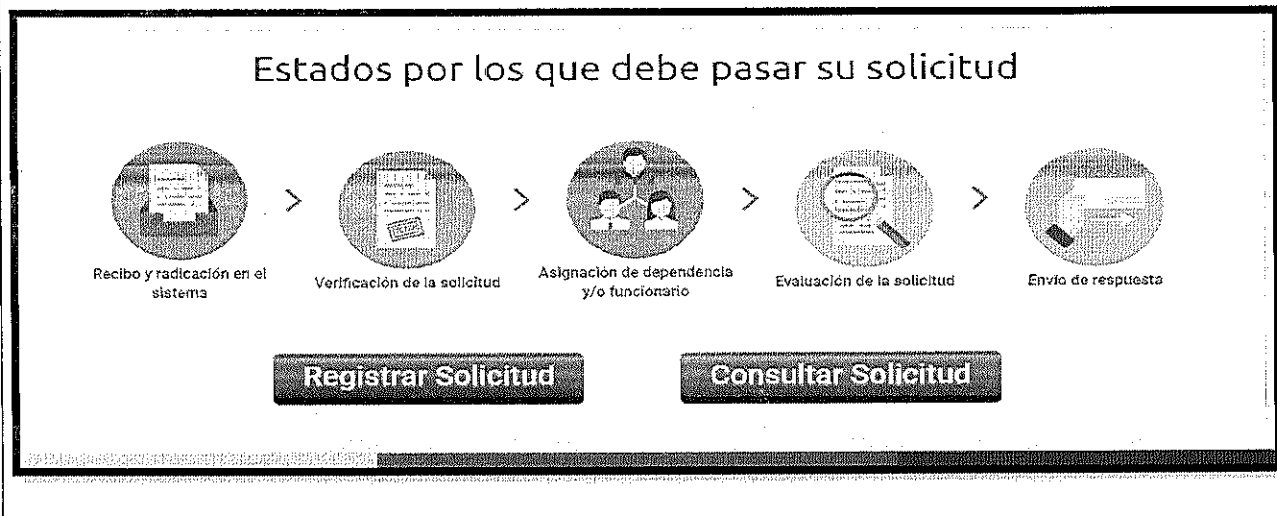 Estados por los que debe pasar su solicitud
Recibo y radicación en el
sistema
Verificación de la solicitud
Asignación de dependencia
y/o funcionario
Evaluación de la solicitud
Envío de respuesta
Registrar Solicitud
Consultar Solicitud